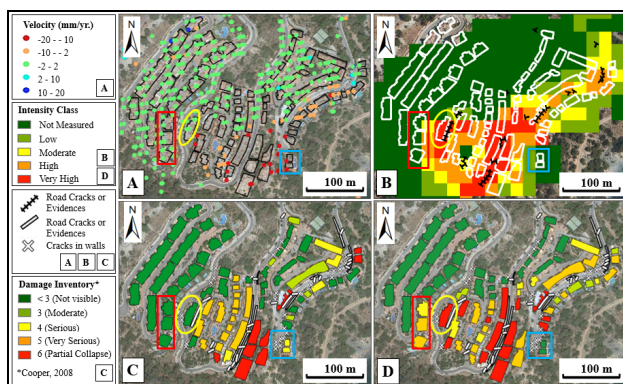 Velocity (mm/yr.)
-20 - -10
-10 - -2
-2 - 2
2 - 10
10 - 20
A
Intensity Class
Not Measured
Low
Moderate
High
Very High
B
D
Road Cracks or
Evidences
Road Cracks or
Evidences
Cracks in walls
A
B
C
Damage Inventory*
< 3 (Not visible)
3 (Moderate)
4 (Serious)
5 (Very Serious)
6 (Partial Collapse)
*Cooper, 2008
C
N
A
100 m
N
B
100 m
N
C
100 m
N
D
100 m